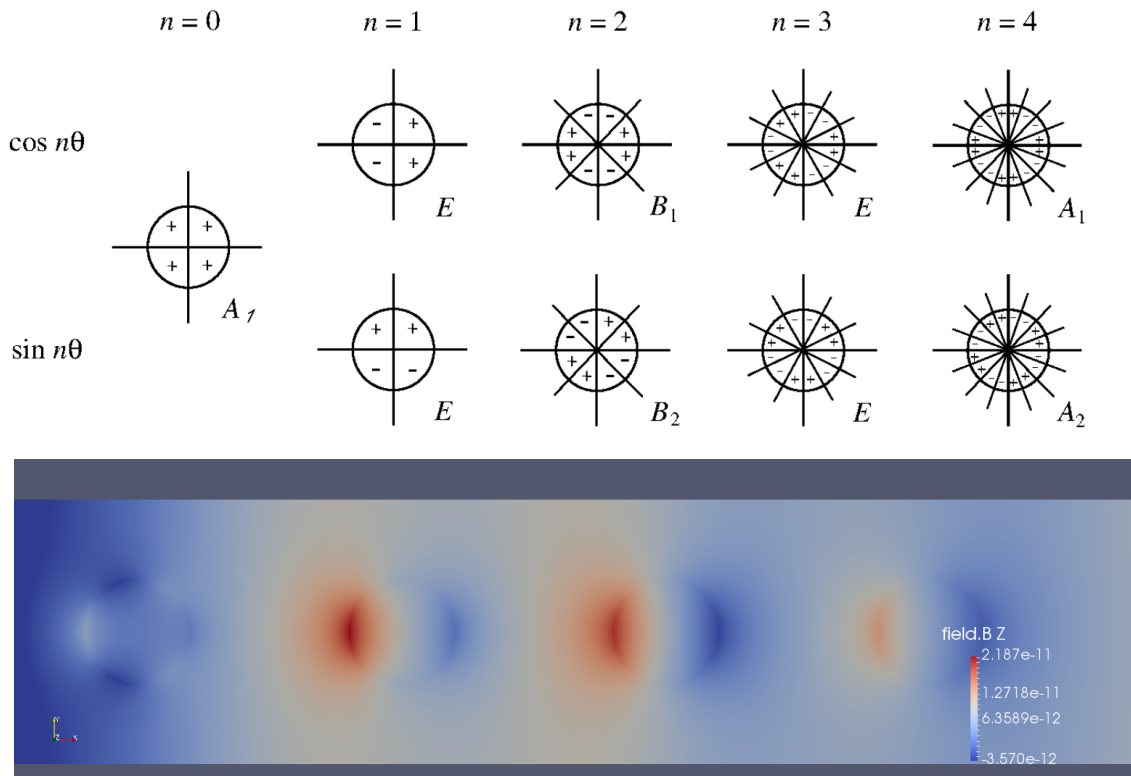 n = 0 n = 1 n = 2 n = 3 n = 4
cos nθ
- + - +
- - + + + + - -
E B₁ E A₁
+ +
+ +
A₁
sin nθ
+ + - -
E B₂ E A₂
field.B Z
2.187e-11
1.2718e-11
6.3589e-12
-3.570e-12
Y
Z X